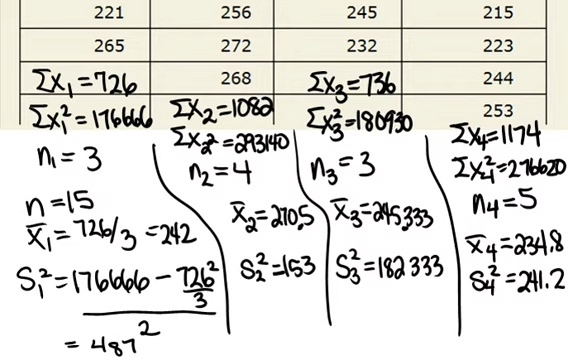 221 256 245 215
265 272 232 223
Σx₁=726 268 Σx₃=736 244
Σx₁²=176666 Σx₂=1082 Σx₃²=180930 253
Σx₂²=293140 Σx₄=1174
n₁=3 n₂=4 n₃=3 Σx₄²=276620
n=15 n₄=5
x̄₁=726/3=242 x̄₂=270.5 x̄₃=245.333 x̄₄=234.8
S₁²=176666 − 726² S₂²=153 S₃²=182.333 S₄²=241.2
3
2
= 487